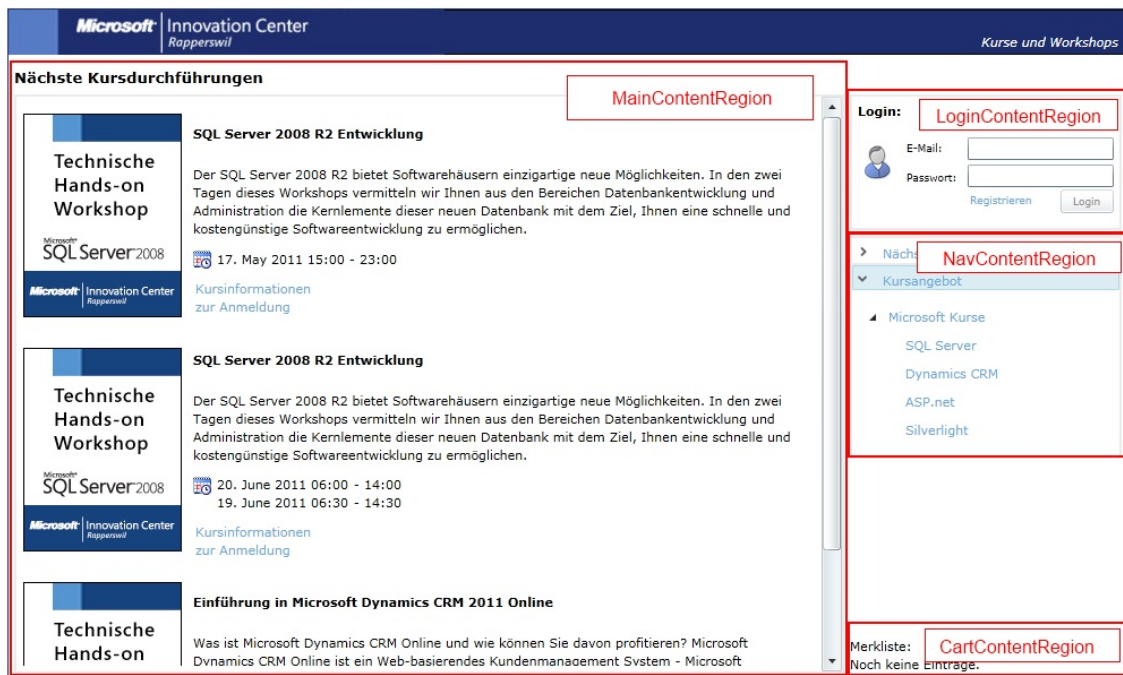 Microsoft Innovation Center
Rapperswil
Kurse und Workshops
Nächste Kursdurchführungen
MainContentRegion
Technische
Hands-on
Workshop
Microsoft
SQL Server 2008
Microsoft Innovation Center
Rapperswil
SQL Server 2008 R2 Entwicklung
Der SQL Server 2008 R2 bietet Softwarehäusern einzigartige neue Möglichkeiten. In den zwei
Tagen dieses Workshops vermitteln wir Ihnen aus den Bereichen Datenbankentwicklung und
Administration die Kernlemente dieser neuen Datenbank mit dem Ziel, Ihnen eine schnelle und
kostengünstige Softwareentwicklung zu ermöglichen.
17. May 2011 15:00 - 23:00
Kursinformationen
zur Anmeldung
Technische
Hands-on
Workshop
Microsoft
SQL Server 2008
Microsoft Innovation Center
Rapperswil
SQL Server 2008 R2 Entwicklung
Der SQL Server 2008 R2 bietet Softwarehäusern einzigartige neue Möglichkeiten. In den zwei
Tagen dieses Workshops vermitteln wir Ihnen aus den Bereichen Datenbankentwicklung und
Administration die Kernlemente dieser neuen Datenbank mit dem Ziel, Ihnen eine schnelle und
kostengünstige Softwareentwicklung zu ermöglichen.
20. June 2011 06:00 - 14:00
19. June 2011 06:30 - 14:30
Kursinformationen
zur Anmeldung
Technische
Hands-on
Einführung in Microsoft Dynamics CRM 2011 Online
Was ist Microsoft Dynamics CRM Online und wie können Sie davon profitieren? Microsoft
Dynamics CRM Online ist ein Web-basierendes Kundenmanagement System - Microsoft
Login:
LoginContentRegion
E-Mail:
Passwort:
Registrieren
Login
NavContentRegion
Kursangebot
Microsoft Kurse
SQL Server
Dynamics CRM
ASP.net
Silverlight
Merkliste:
CartContentRegion
Noch keine Einträge.